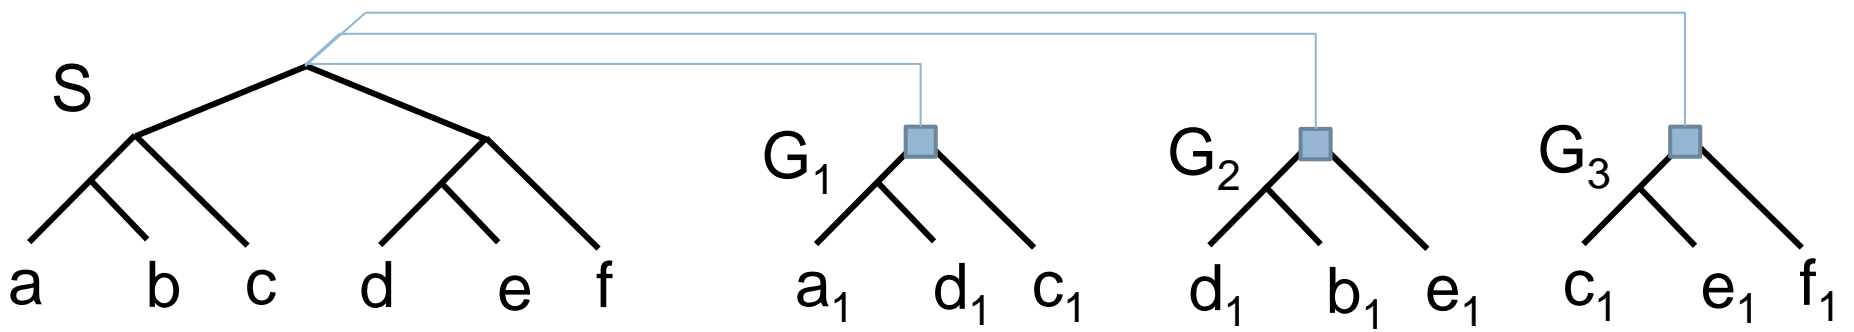 S G₁ G₂ G₃
a b c d e f a₁ d₁ c₁ d₁ b₁ e₁ c₁ e₁ f₁